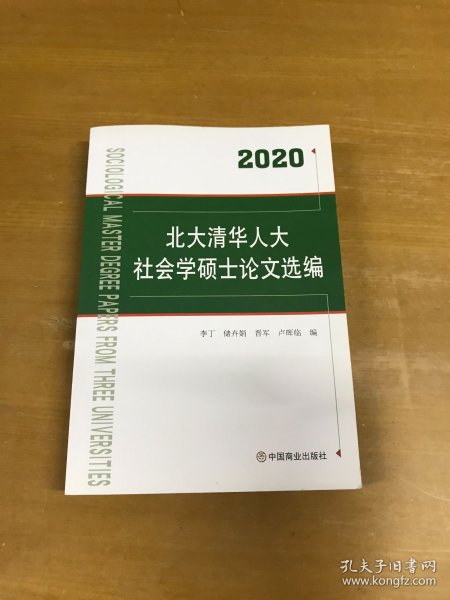 2020
北大清华人大
社会学硕士论文选编
李丁 储卉娟 晋军 卢晖临 编
中国商业出版社
SOCIOLOGICAL MASTER DEGREE PAPERS FROM THREE UNIVERSITIES
孔夫子旧书网
www.kongfz.com